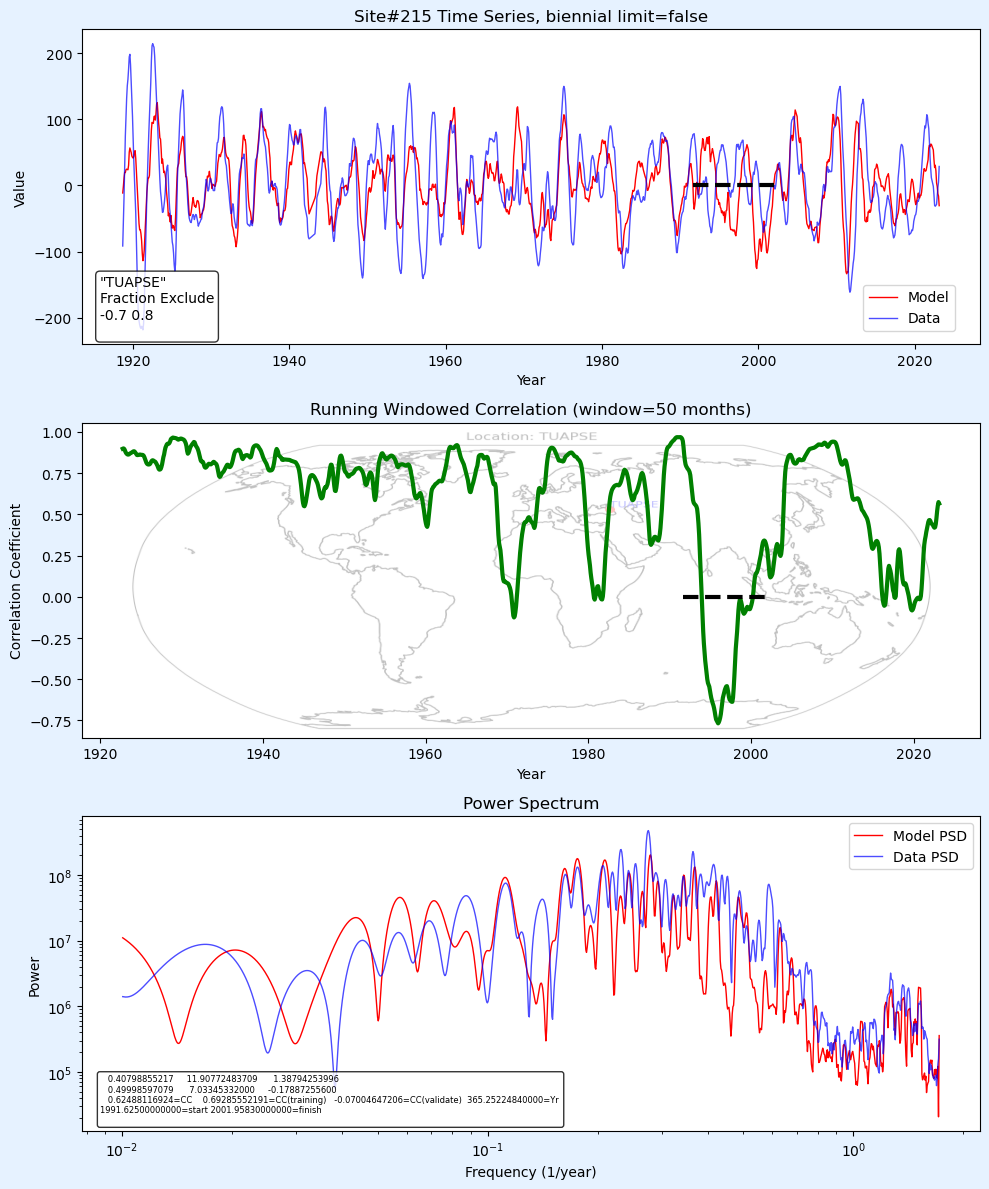 Site#215 Time Series, biennial limit=false
200
100
0
−100
−200
Value
"TUAPSE"
Fraction Exclude
-0.7 0.8
Model
Data
1920
1940
1960
1980
2000
2020
Year
Running Windowed Correlation (window=50 months)
Location: TUAPSE
TUAPSE
1.00
0.75
0.50
0.25
0.00
−0.25
−0.50
−0.75
Correlation Coefficient
1920
1940
1960
1980
2000
2020
Year
Power Spectrum
Model PSD
Data PSD
10^8
10^7
10^6
10^5
Power
0.40798855217 11.90772483709 1.38794253996
0.49998597079 7.03345332000 -0.17887255600
0.62488116924=CC 0.69285552191=CC(training) -0.07004647206=CC(validate) 365.25224840000=Yr
1991.62500000000=start 2001.95830000000=finish
10^−2
10^−1
10^0
Frequency (1/year)